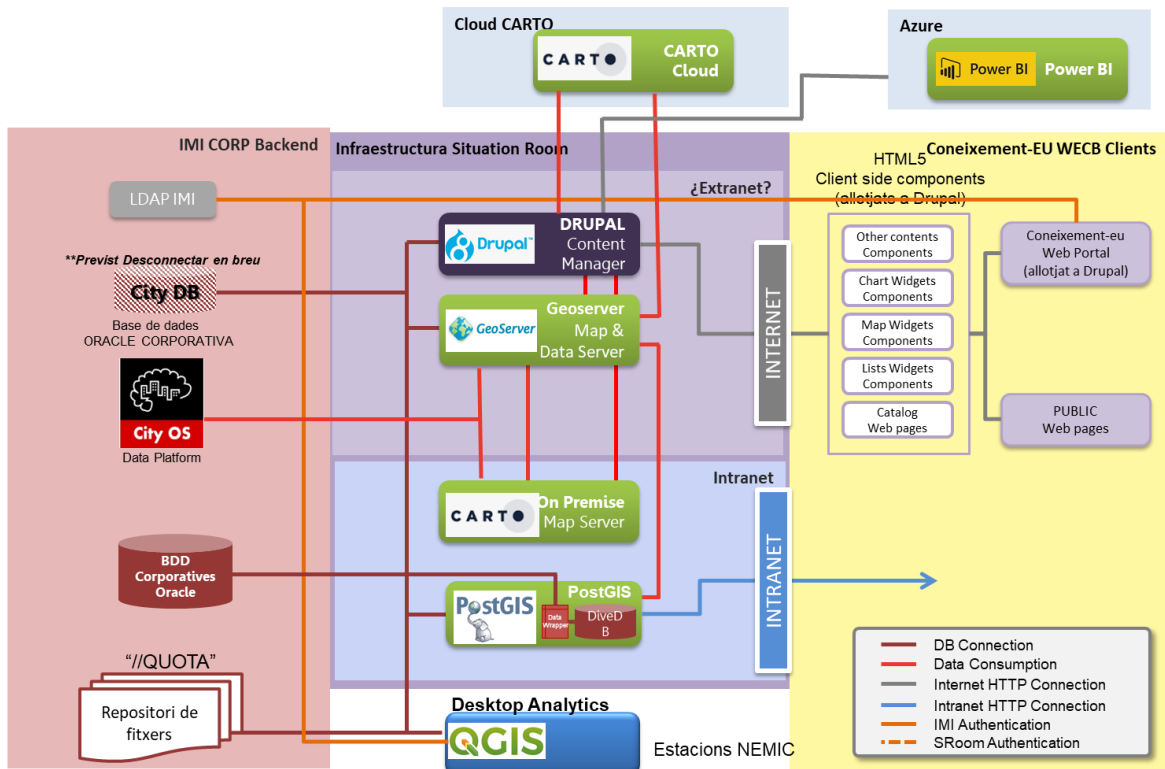 Cloud CARTO
CARTO
CARTO
Cloud
Azure
Power BI
Power BI
IMI CORP Backend
LDAP IMI
**Previst Desconnectar en breu
City DB
Base de dades
ORACLE CORPORATIVA
City OS
Data Platform
BDD
Corporatives
Oracle
"//QUOTA"
Repositori de
fitxers
Infraestructura Situation Room
¿Extranet?
Drupal™
DRUPAL
Content
Manager
GeoServer
Geoserver
Map &
Data Server
INTERNET
Intranet
CARTO
On Premise
Map Server
PostGIS
PostGIS
Data
Wrapper
DiveD
B
INTRANET
Desktop Analytics
QGIS
Estacions NEMIC
Coneixement-EU WECB Clients
HTML5
Client side components
(allotjats a Drupal)
Other contents
Components
Chart Widgets
Components
Map Widgets
Components
Lists Widgets
Components
Catalog
Web pages
Coneixement-eu
Web Portal
(allotjat a Drupal)
PUBLIC
Web pages
DB Connection
Data Consumption
Internet HTTP Connection
Intranet HTTP Connection
IMI Authentication
SRoom Authentication